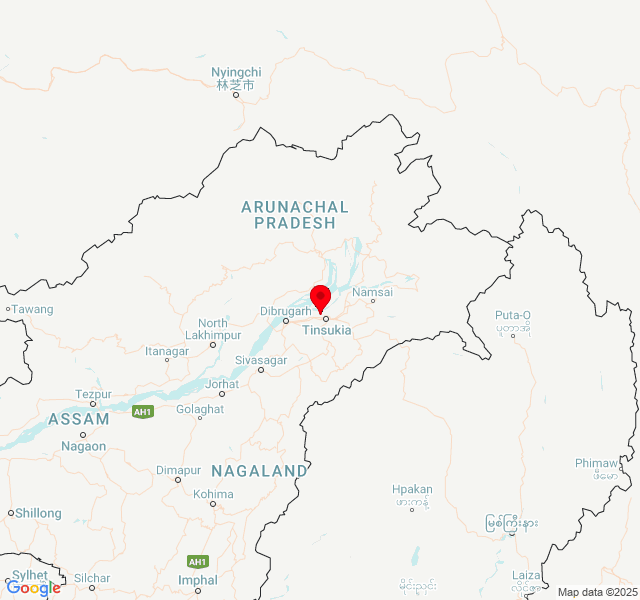 Nyingchi
林芝市
ARUNACHAL
PRADESH
Tawang
Namsai
Dibrugarh
Tinsukia
Puta-O
ပူတာအို
North
Lakhimpur
Itanagar
Sivasagar
Jorhat
Tezpur
AH1
Golaghat
ASSAM
Nagaon
Dimapur
NAGALAND
Phimaw
ဖီမော
Kohima
Hpakan
ဖားကန့်
Shillong
မြစ်ကြီးနား
AH1
Sylhet
Silchar
Imphal
Laiza
လိုင်ဇာ
မိုင်းညှင်း
Google
Map data ©2025